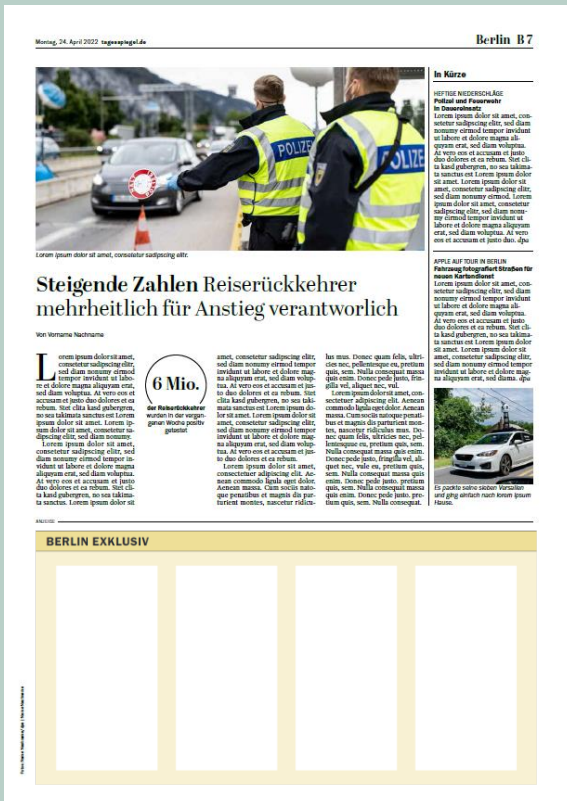 Montag, 24. April 2022 tagesspiegel.de
Berlin B 7
POLIZEI
POLIZEI
Lorem ipsum dolor sit amet, consetetur sadipscing elitr.
Steigende Zahlen Reiserückkehrer
mehrheitlich für Anstieg verantworlich
Von Vorname Nachname
Lorem ipsum dolor sit amet,
consetetur sadipscing elitr,
sed diam nonumy eirmod
tempor invidunt ut labo-
re et dolore magna aliquyam erat,
sed diam voluptua. At vero eos et
accusam et justo duo dolores et ea
rebum. Stet clita kasd gubergren,
no sea takimata sanctus est Lorem
ipsum dolor sit amet. Lorem ip-
sum dolor sit amet, consetetur sa-
dipscing elitr, sed diam nonumy.
Lorem ipsum dolor sit amet,
consetetur sadipscing elitr, sed
diam nonumy eirmod tempor in-
vidunt ut labore et dolore magna
aliquyam erat, sed diam voluptua.
At vero eos et accusam et justo
duo dolores et ea rebum. Stet cli-
ta kasd gubergren, no sea takima-
ta sanctus. Lorem ipsum dolor sit
6 Mio.
der Reiserückkehrer
wurden in der vergan-
genen Woche positiv
getestet
amet, consetetur sadipscing elitr,
sed diam nonumy eirmod tempor
invidunt ut labore et dolore mag-
na aliquyam erat, sed diam volup-
tua. At vero eos et accusam et jus-
to duo dolores et ea rebum. Stet
clita kasd gubergren, no sea taki-
mata sanctus est Lorem ipsum do-
lor sit amet. Lorem ipsum dolor sit
amet, consetetur sadipscing elitr,
sed diam nonumy eirmod tempor
invidunt ut labore et dolore mag-
na aliquyam erat, sed diam volup-
tua. At vero eos et accusam et jus-
to duo dolores et ea rebum.
Lorem ipsum dolor sit amet,
consectetuer adipiscing elit. Ae-
nean commodo ligula eget dolor.
Aenean massa. Cum sociis nato-
que penatibus et magnis dis par-
turient montes, nascetur ridicu-
lus mus. Donec quam felis, ultri-
cies nec, pellentesque eu, pretium
quis, sem. Nulla consequat massa
quis enim. Donec pede justo, frin-
gilla vel, aliquet nec, vul.
Lorem ipsum dolor sit amet, con-
sectetuer adipiscing elit. Aenean
commodo ligula eget dolor. Aenean
massa. Cum sociis natoque penati-
bus et magnis dis parturient mon-
tes, nascetur ridiculus mus. Do-
nec quam felis, ultricies nec, pel-
lentesque eu, pretium quis, sem.
Nulla consequat massa quis enim.
Donec pede justo, fringilla vel, ali-
quet nec, vule eu, pretium quis,
sem. Nulla consequat massa quis
enim. Donec pede justo. pretium
quis, sem. Nulla consequat massa
quis enim. Donec pede justo, pre-
tium quis, sem. Nulla consequat.
In Kürze
HEFTIGE NIEDERSCHLÄGE
Polizei und Feuerwehr
in Dauereinsatz
Lorem ipsum dolor sit amet, con-
setetur sadipscing elitr, sed diam
nonumy eirmod tempor invidunt
ut labore et dolore magna ali-
quyam erat, sed diam voluptua.
At vero eos et accusam et justo
duo dolores et ea rebum. Stet cli-
ta kasd gubergren, no sea takima-
ta sanctus est Lorem ipsum dolor
sit amet. Lorem ipsum dolor sit
amet, consetetur sadipscing elitr,
sed diam nonumy eirmod. Lorem
ipsum dolor sit amet, consetetur
sadipscing elitr, sed diam nonu-
my eirmod tempor invidunt ut
labore et dolore magna aliquyam
erat, sed diam voluptua. At vero
eos et accusam et justo duo. dpa
APPLE AUF TOUR IN BERLIN
Fahrzeug fotografiert Straßen für
neuen Kartendienst
Lorem ipsum dolor sit amet, con-
setetur sadipscing elitr, sed diam
nonumy eirmod tempor invidunt
ut labore et dolore magna ali-
quyam erat, sed diam voluptua.
At vero eos et accusam et justo
duo dolores et ea rebum. Stet cli-
ta kasd gubergren, no sea takima-
ta sanctus est Lorem ipsum dolor
sit amet. Lorem ipsum dolor sit
amet, consetetur sadipscing elitr,
sed diam nonumy eirmod tempor
invidunt ut labore et dolore mag-
na aliquyam erat, sed diama. dpa
Es packte seine sieben Versalien
und ging einfach nach lorem ipsum
Hause.
ANZEIGE
BERLIN EXKLUSIV